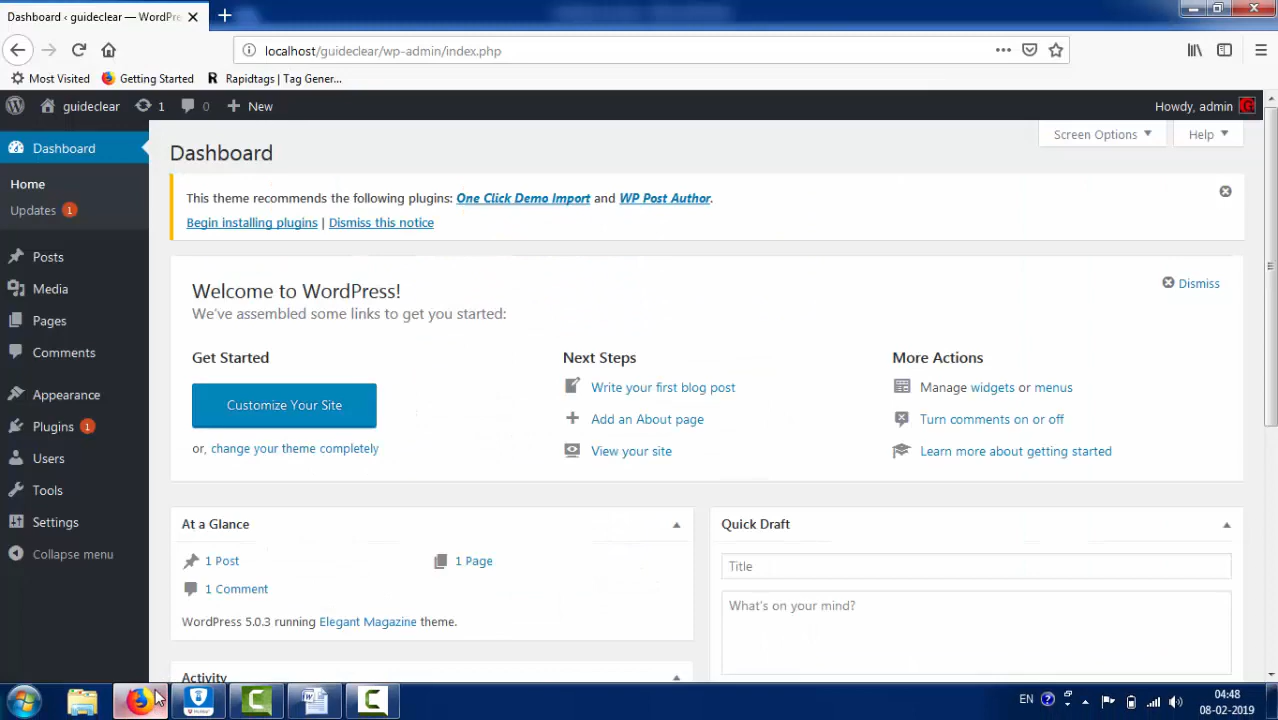 Dashboard ‹ guideclear — WordPre
localhost/guideclear/wp-admin/index.php
Most Visited Getting Started R Rapidtags | Tag Gener...
guideclear 1 0 New Howdy, admin G
Dashboard
Home
Updates 1
Posts
Media
Pages
Comments
Appearance
Plugins 1
Users
Tools
Settings
Collapse menu
Screen Options Help
Dashboard
This theme recommends the following plugins: One Click Demo Import and WP Post Author.
Begin installing plugins | Dismiss this notice
Welcome to WordPress!
Dismiss
We've assembled some links to get you started:
Get Started
Customize Your Site
or, change your theme completely
Next Steps
Write your first blog post
Add an About page
View your site
More Actions
Manage widgets or menus
Turn comments on or off
Learn more about getting started
At a Glance
1 Post 1 Page
1 Comment
WordPress 5.0.3 running Elegant Magazine theme.
Activity
Quick Draft
Title
What's on your mind?
EN 04:48
08-02-2019